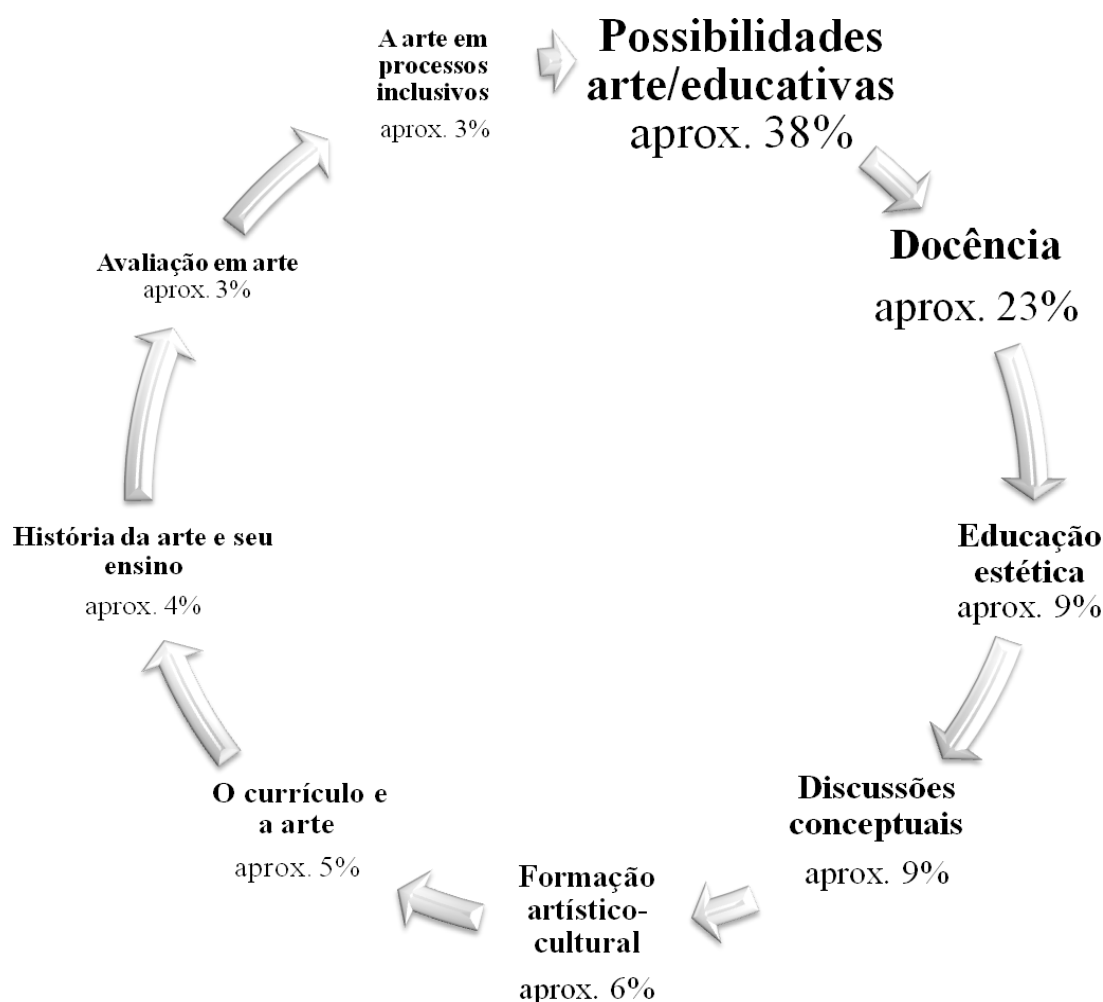 Possibilidades
arte/educativas
aprox. 38%
Docência
aprox. 23%
Educação
estética
aprox. 9%
Discussões
conceptuais
aprox. 9%
Formação
artístico-
cultural
aprox. 6%
O currículo e
a arte
aprox. 5%
História da arte e seu
ensino
aprox. 4%
Avaliação em arte
aprox. 3%
A arte em
processos
inclusivos
aprox. 3%